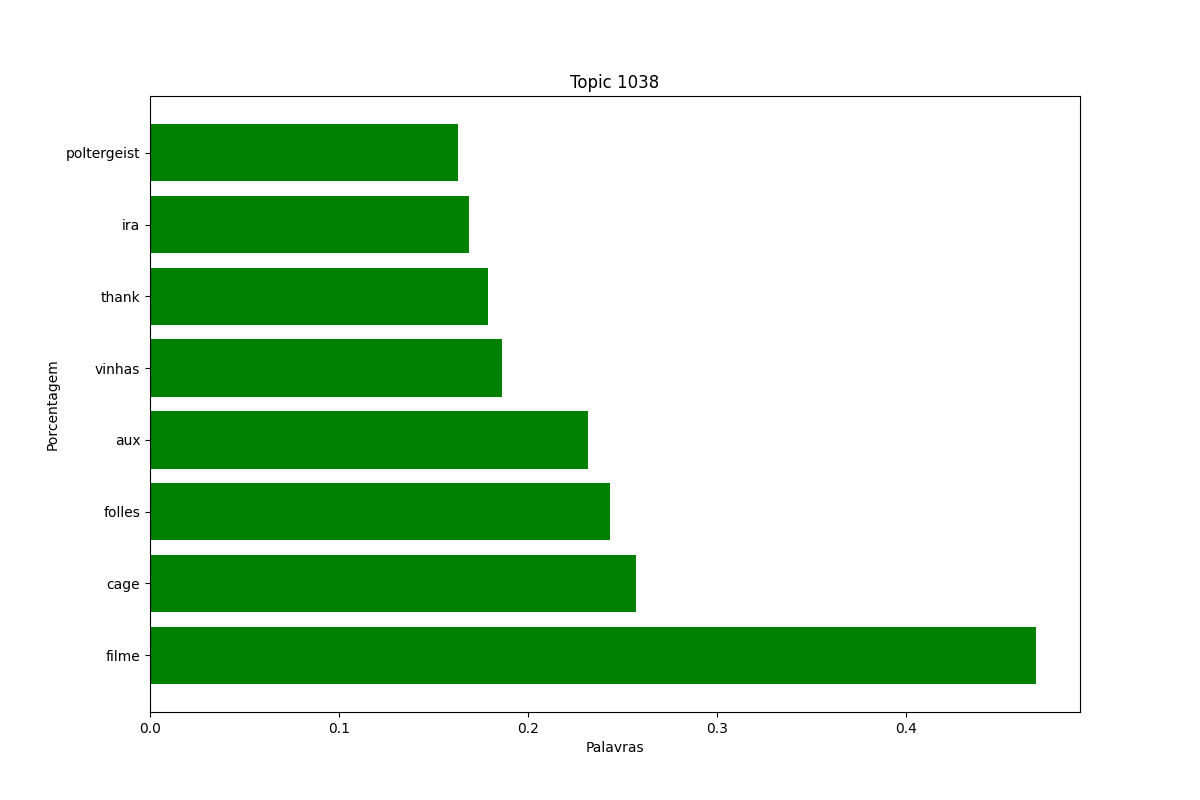 Topic 1038
poltergeist
ira
thank
vinhas
aux
folles
cage
filme
Porcentagem
0.0 0.1 0.2 0.3 0.4
Palavras